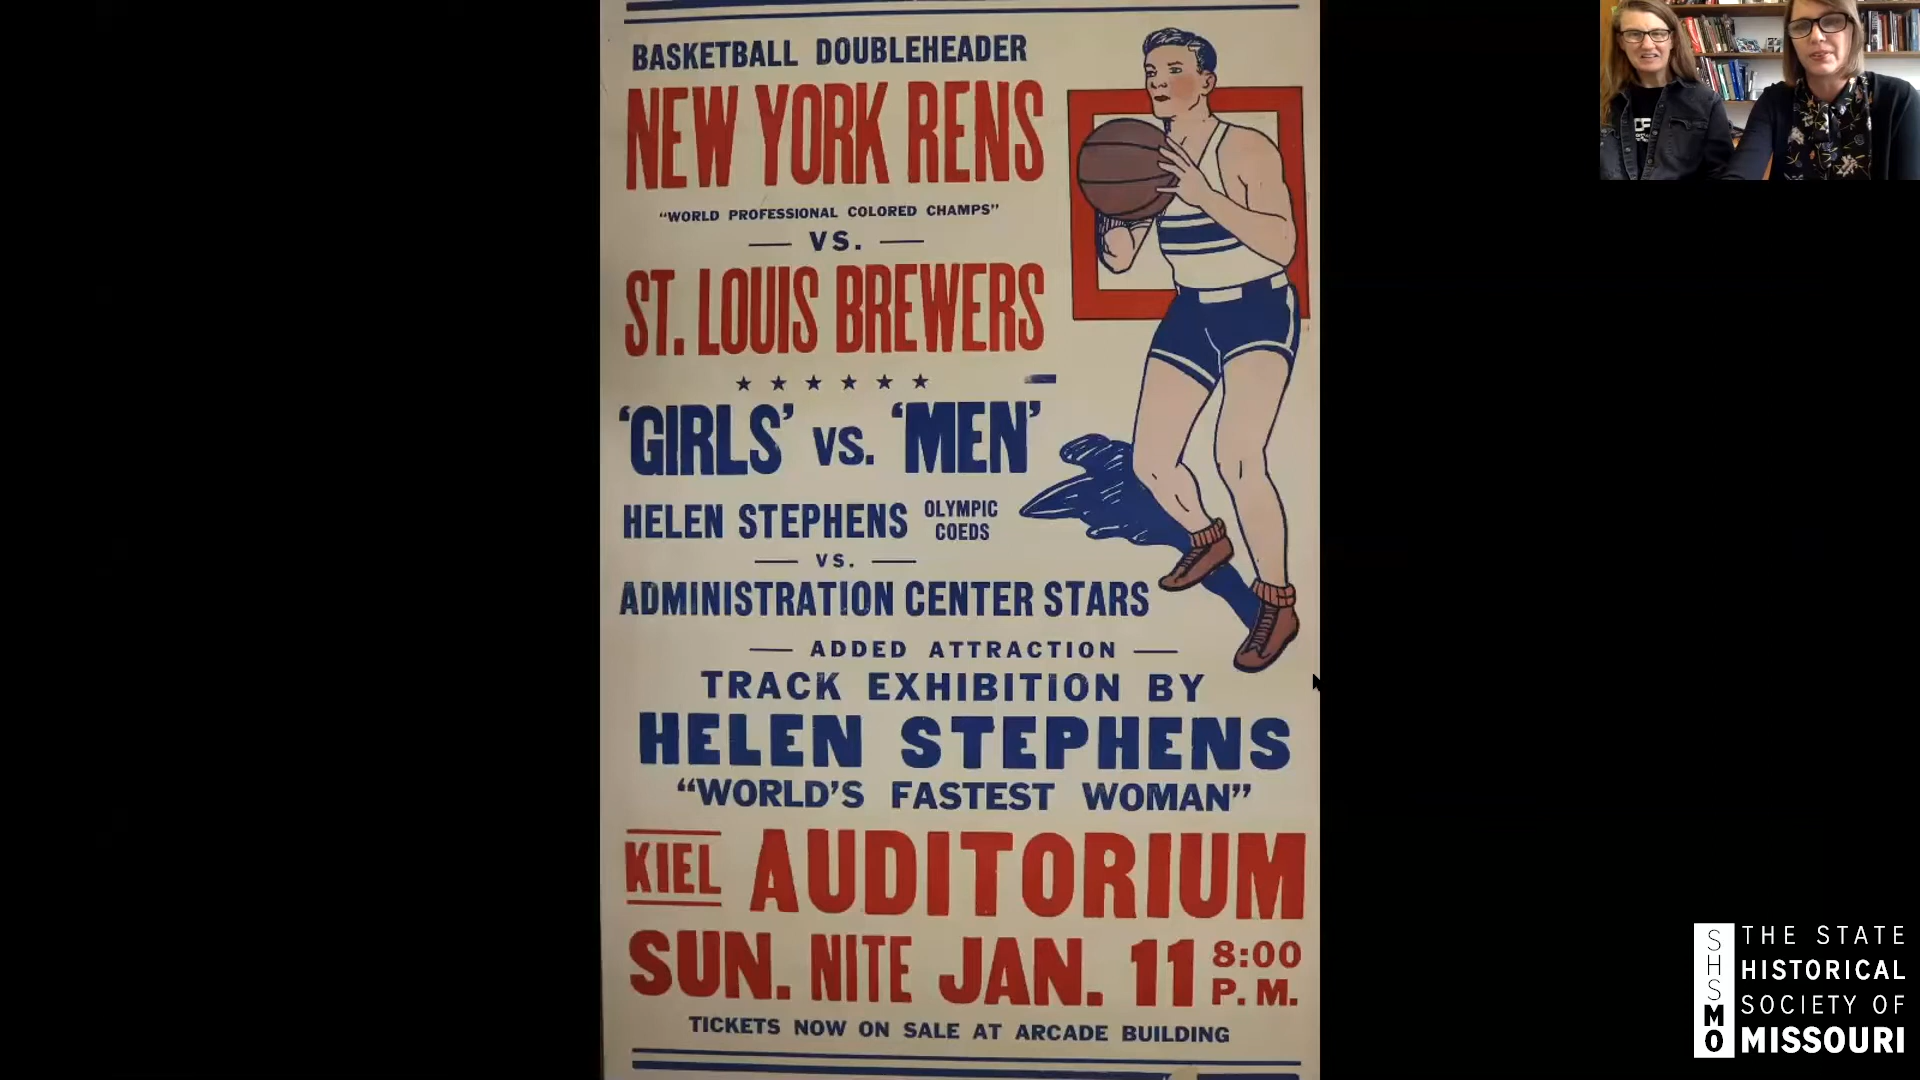 BASKETBALL DOUBLEHEADER
NEW YORK RENS
"WORLD PROFESSIONAL COLORED CHAMPS"
VS.
ST. LOUIS BREWERS
'GIRLS' VS. 'MEN'
HELEN STEPHENS OLYMPIC COEDS
VS.
ADMINISTRATION CENTER STARS
ADDED ATTRACTION
TRACK EXHIBITION BY
HELEN STEPHENS
"WORLD'S FASTEST WOMAN"
KIEL AUDITORIUM
SUN. NITE JAN. 11 8:00 P. M.
TICKETS NOW ON SALE AT ARCADE BUILDING
SHSMO
THE STATE
HISTORICAL
SOCIETY OF
MISSOURI